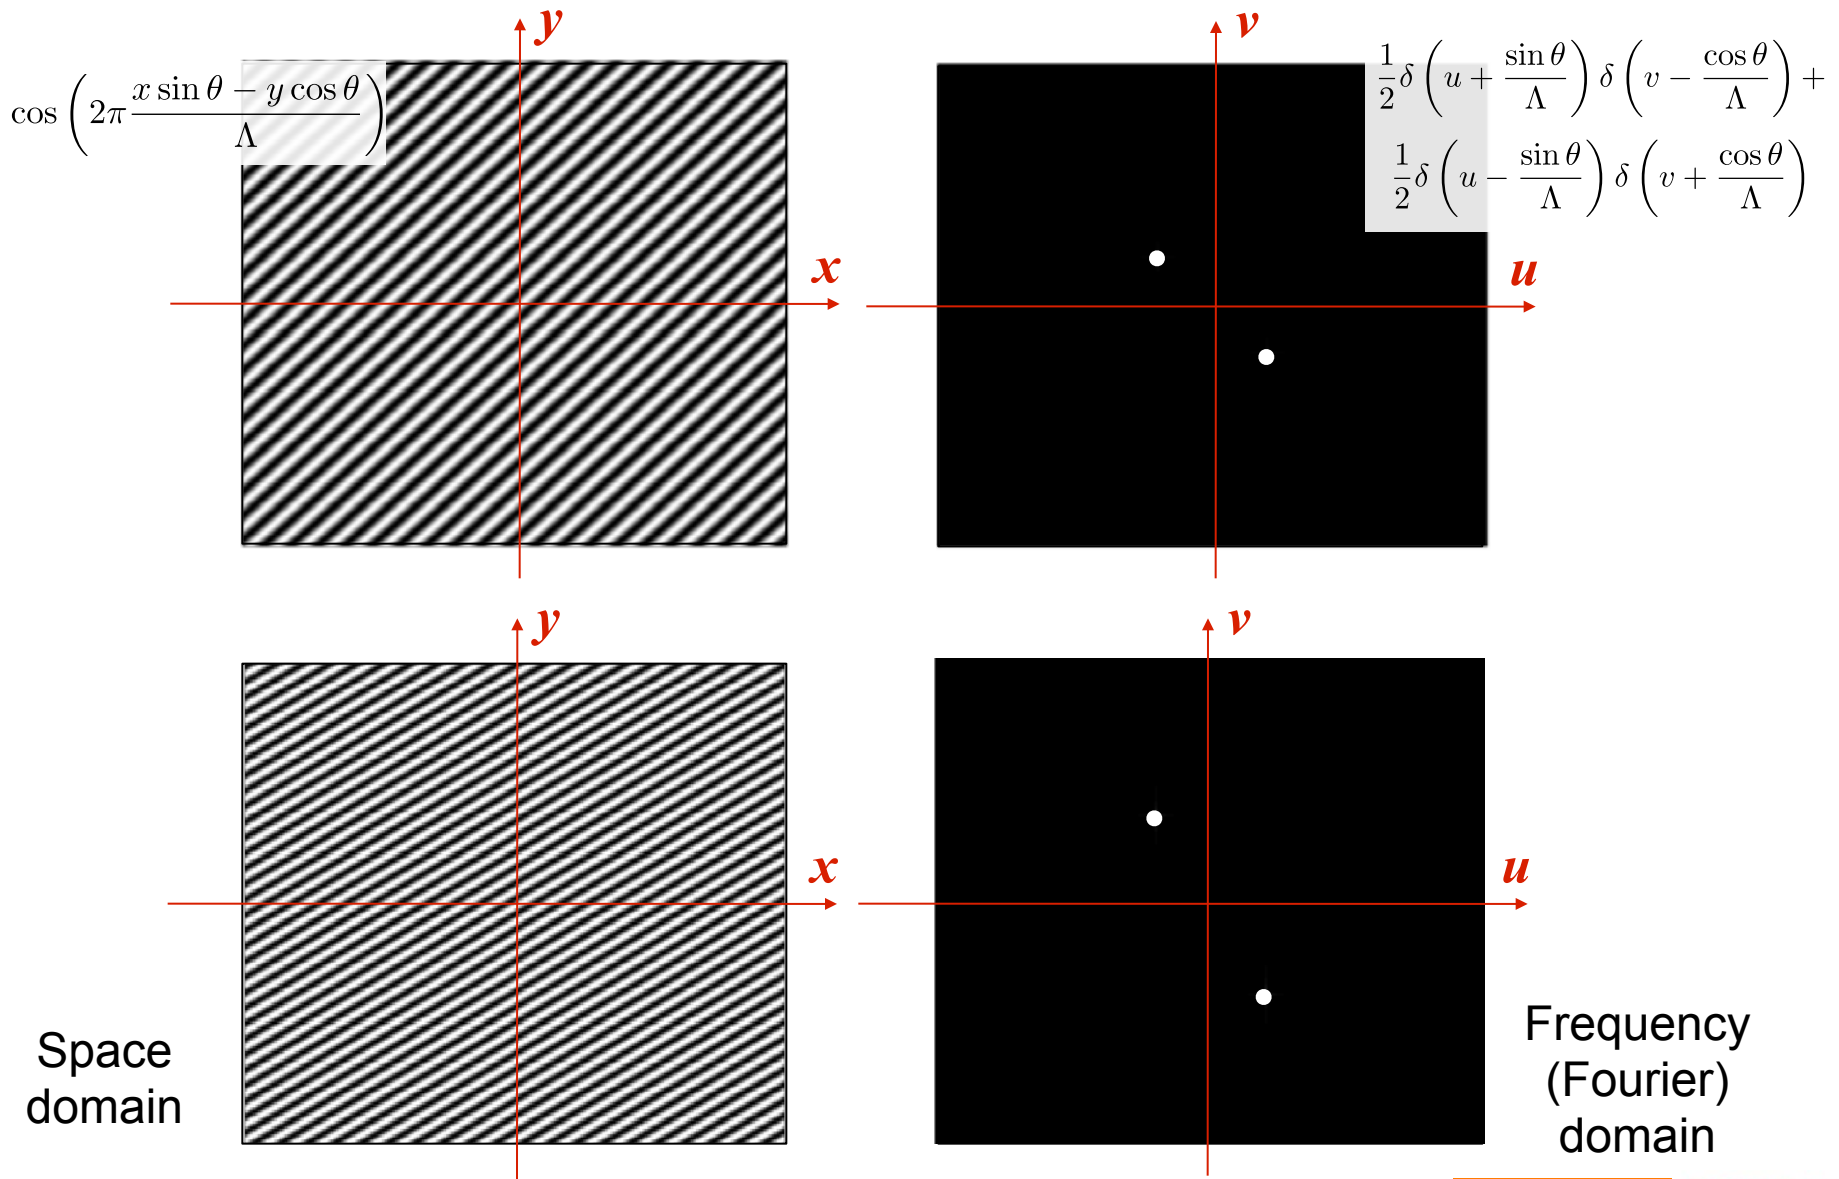 y
v
cos(2π (x sin θ − y cos θ)/Λ)
1/2 δ(u + sin θ/Λ) δ(v − cos θ/Λ) +
1/2 δ(u − sin θ/Λ) δ(v + cos θ/Λ)
x
u
y
v
x
u
Space
domain
Frequency
(Fourier)
domain